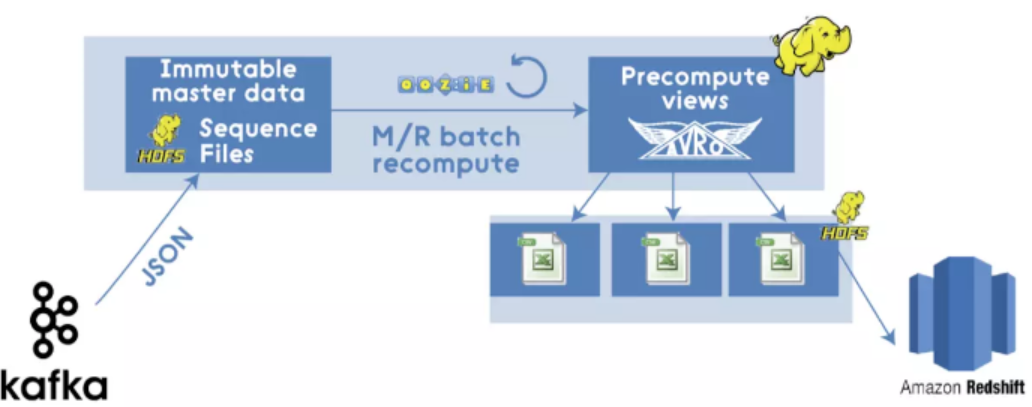 Immutable
master data
HDFS
Sequence
Files
OOZIE
M/R batch
recompute
Precompute
views
AVRO
HDFS
JSON
kafka
Amazon Redshift